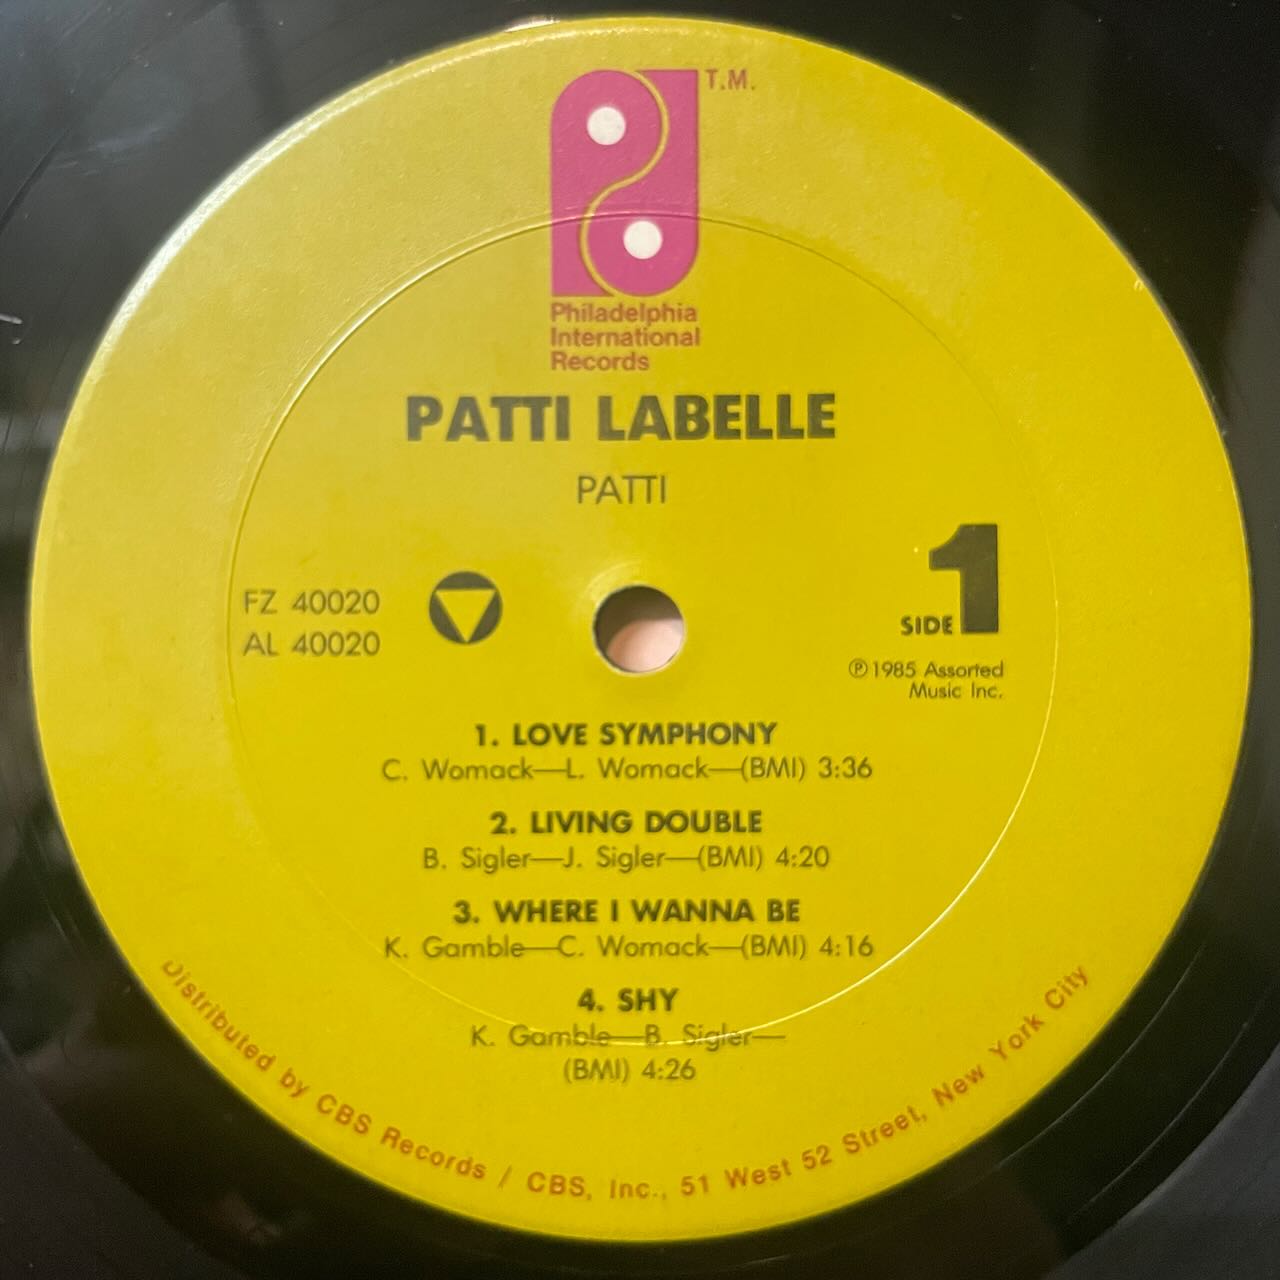 T.M.
Philadelphia
International
Records
PATTI LABELLE
PATTI
FZ 40020
AL 40020
SIDE 1
Ⓟ 1985 Assorted
Music Inc.
1. LOVE SYMPHONY
C. Womack—L. Womack—(BMI) 3:36
2. LIVING DOUBLE
B. Sigler—J. Sigler—(BMI) 4:20
3. WHERE I WANNA BE
K. Gamble—C. Womack—(BMI) 4:16
4. SHY
K. Gamble—B. Sigler—
(BMI) 4:26
Distributed by CBS Records / CBS, Inc., 51 West 52 Street, New York City